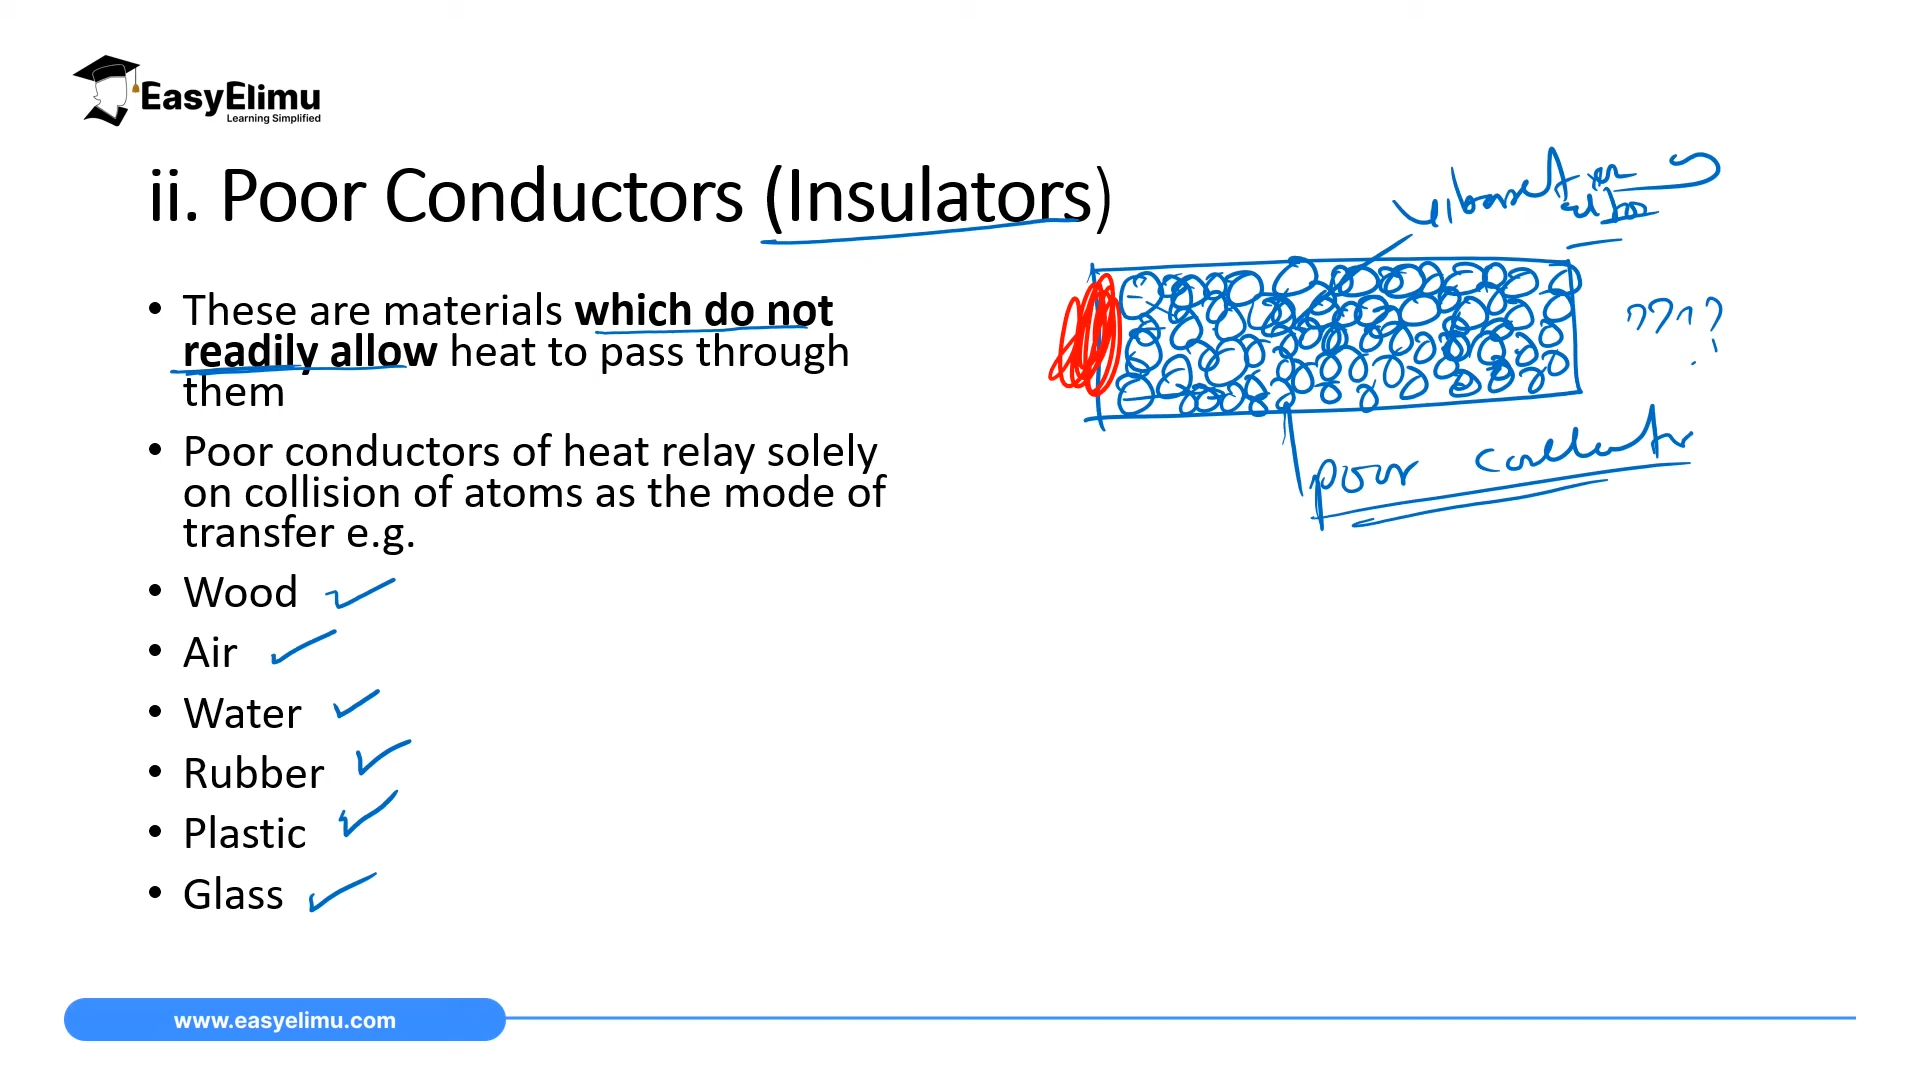 EasyElimu
Learning Simplified
ii. Poor Conductors (Insulators)
• These are materials which do not
readily allow heat to pass through
them
• Poor conductors of heat relay solely
on collision of atoms as the mode of
transfer e.g.
• Wood
• Air
• Water
• Rubber
• Plastic
• Glass
????
poor
www.easyelimu.com